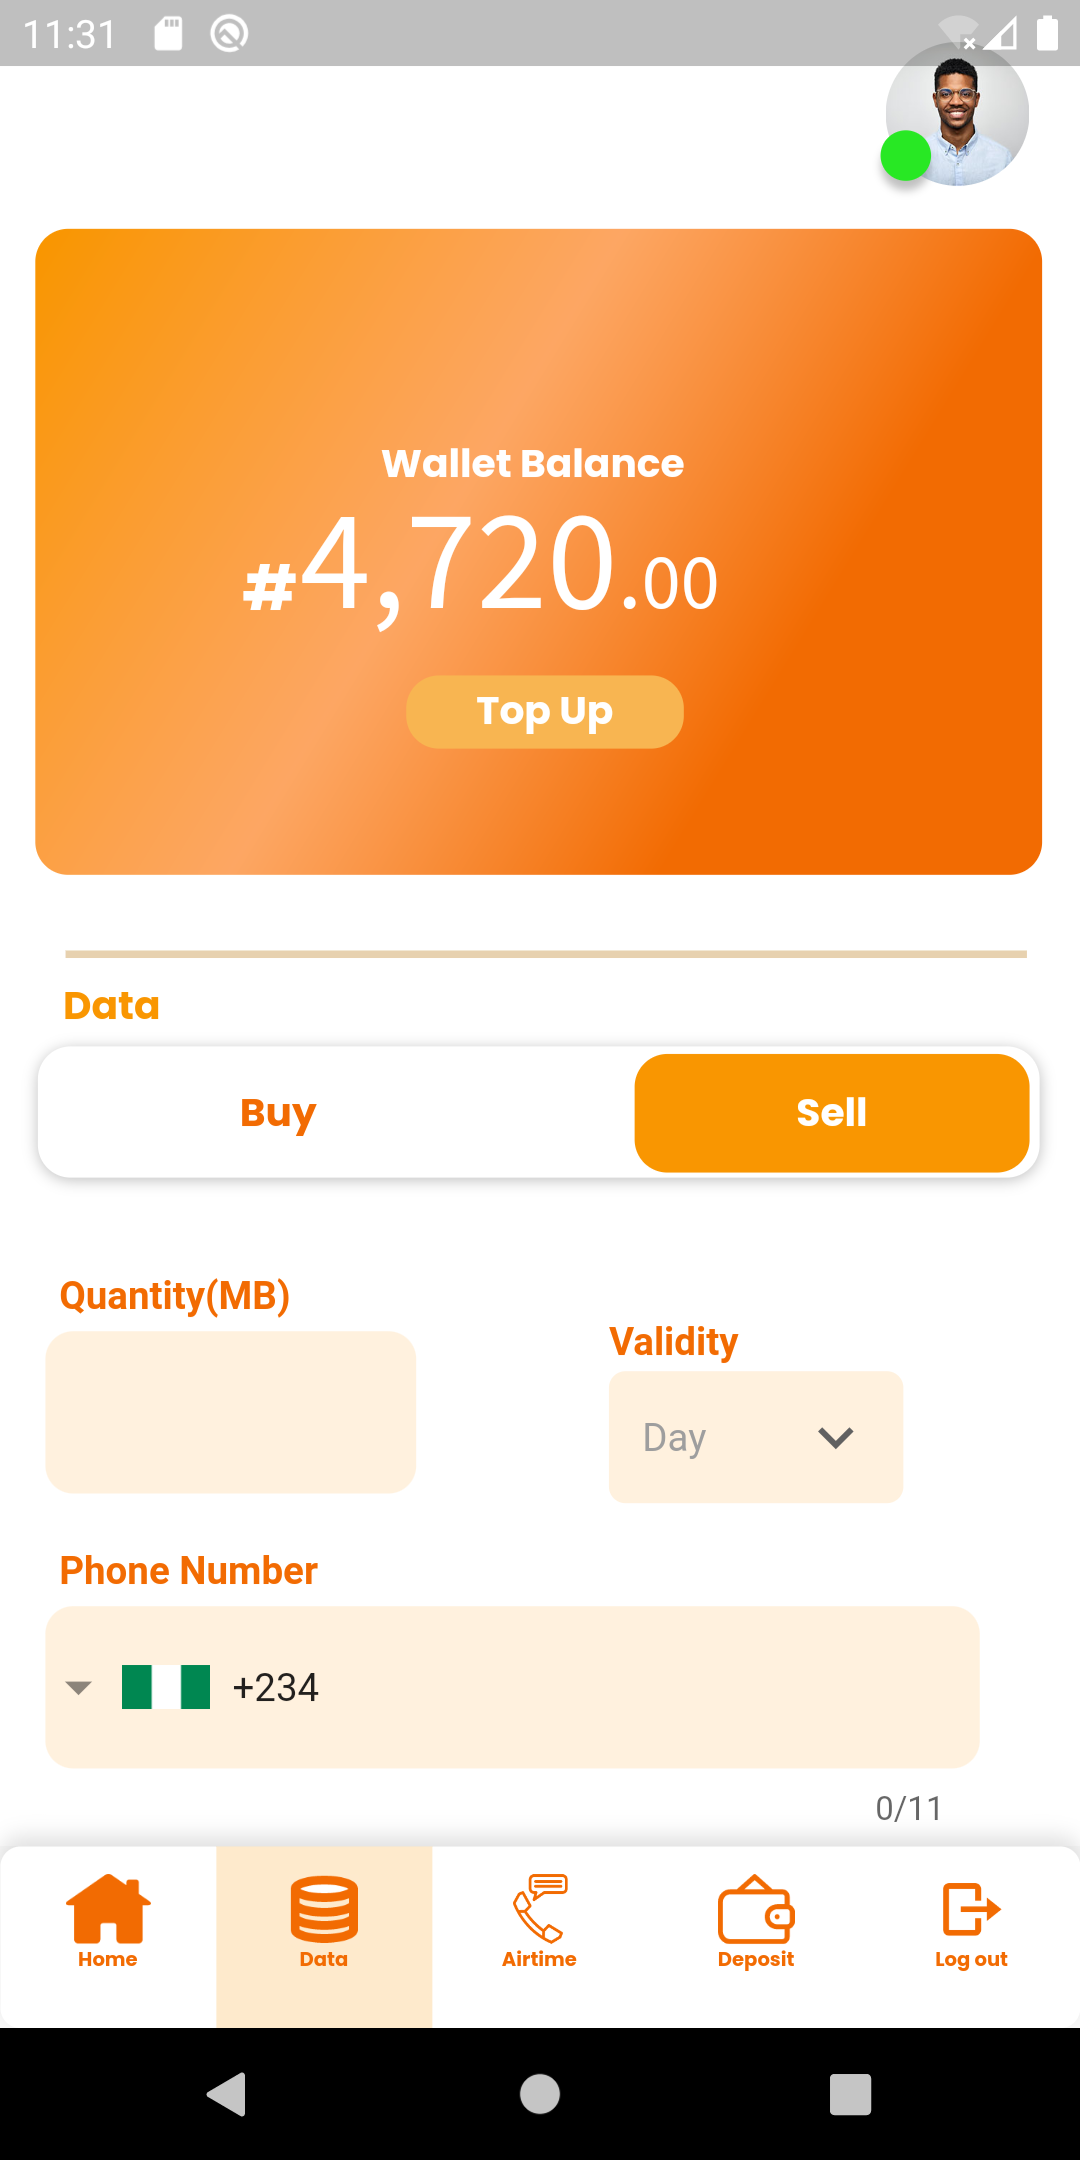 11:31
Wallet Balance
#4,720.00
Top Up
Data
Buy Sell
Quantity(MB)
Validity
Day
Phone Number
+234
0/11
Home Data Airtime Deposit Log out